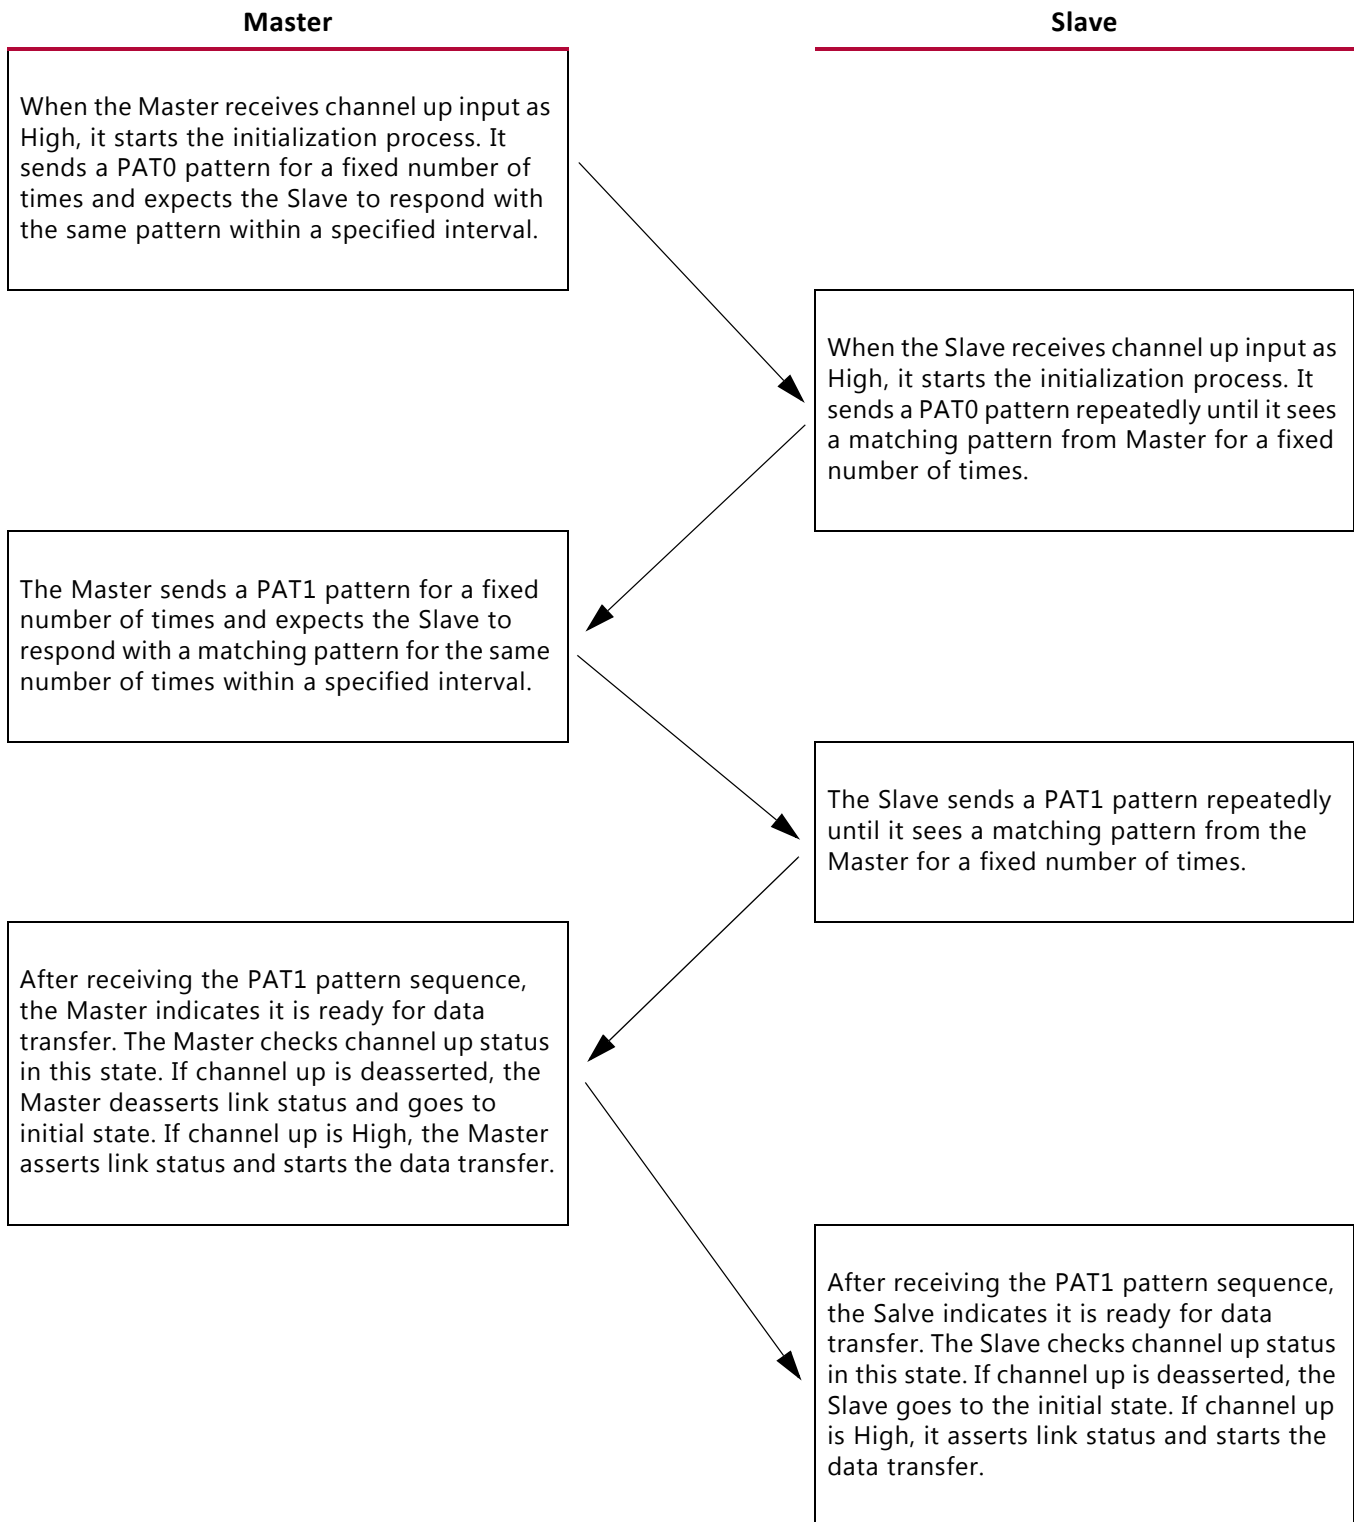 Master
Slave
When the Master receives channel up input as
High, it starts the initialization process. It
sends a PAT0 pattern for a fixed number of
times and expects the Slave to respond with
the same pattern within a specified interval.
When the Slave receives channel up input as
High, it starts the initialization process. It
sends a PAT0 pattern repeatedly until it sees
a matching pattern from Master for a fixed
number of times.
The Master sends a PAT1 pattern for a fixed
number of times and expects the Slave to
respond with a matching pattern for the same
number of times within a specified interval.
The Slave sends a PAT1 pattern repeatedly
until it sees a matching pattern from the
Master for a fixed number of times.
After receiving the PAT1 pattern sequence,
the Master indicates it is ready for data
transfer. The Master checks channel up status
in this state. If channel up is deasserted, the
Master deasserts link status and goes to
initial state. If channel up is High, the Master
asserts link status and starts the data transfer.
After receiving the PAT1 pattern sequence,
the Salve indicates it is ready for data
transfer. The Slave checks channel up status
in this state. If channel up is deasserted, the
Slave goes to the initial state. If channel up
is High, it asserts link status and starts the
data transfer.